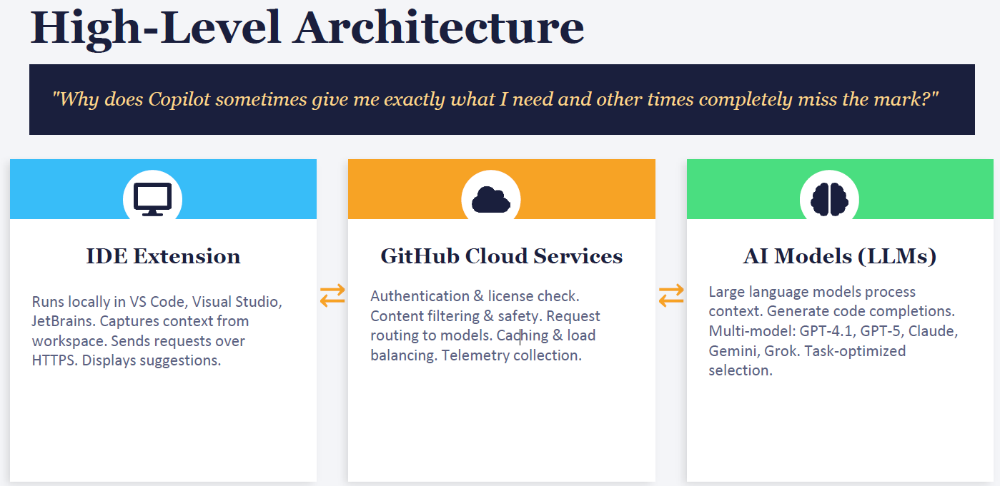 High-Level Architecture
"Why does Copilot sometimes give me exactly what I need and other times completely miss the mark?"
IDE Extension
Runs locally in VS Code, Visual Studio,
JetBrains. Captures context from
workspace. Sends requests over
HTTPS. Displays suggestions.
GitHub Cloud Services
Authentication & license check.
Content filtering & safety. Request
routing to models. Caching & load
balancing. Telemetry collection.
AI Models (LLMs)
Large language models process
context. Generate code completions.
Multi-model: GPT-4.1, GPT-5, Claude,
Gemini, Grok. Task-optimized
selection.